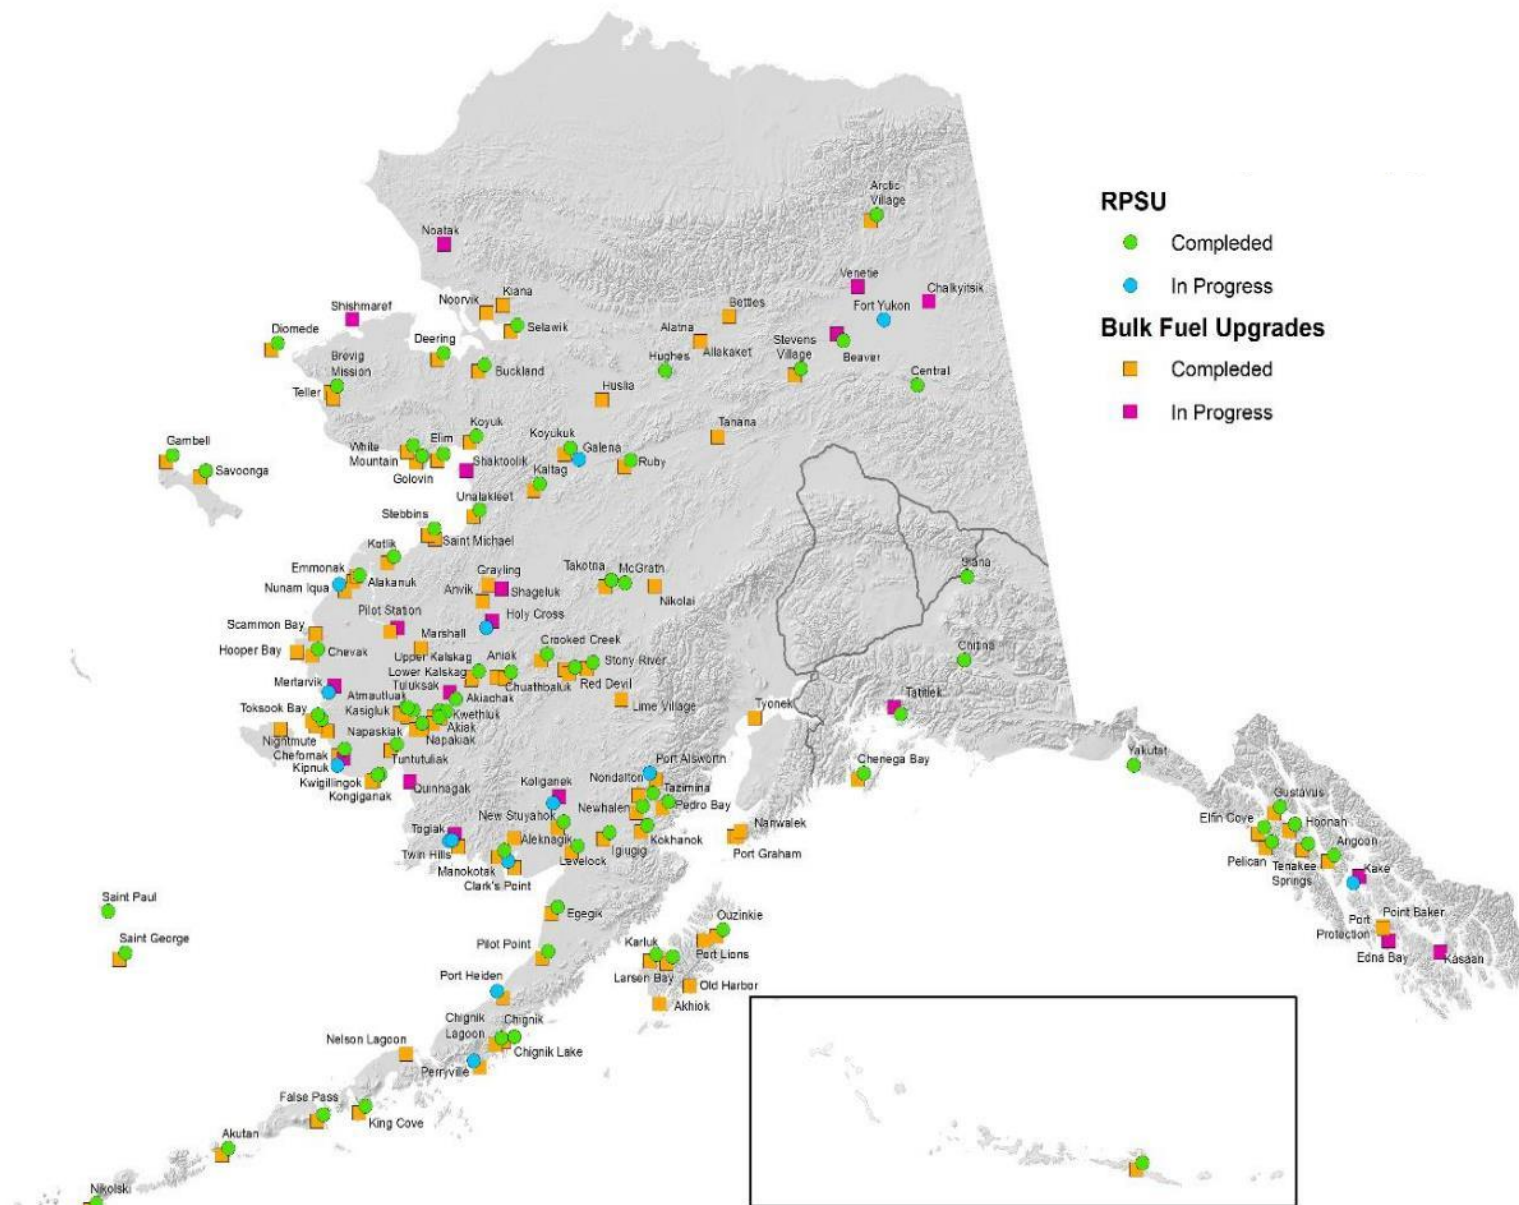 Arctic
Village
Noatak
Venetie
Chalkyitsik
Fort Yukon
Beaver
Central
Kiana
Noorvik
Selawik
Shishmaref
Diomede
Deering
Buckland
Brevig
Mission
Teller
Bettles
Alatna
Allakaket
Hughes
Stevens
Village
Huslia
Tanana
Gambell
Savoonga
White
Mountain
Elim
Golovin
Koyuk
Shaktoolik
Koyukuk
Galena
Ruby
Kaltag
Unalakleet
Stebbins
Saint Michael
Kotlik
Emmonak
Alakanuk
Nunam Iqua
Grayling
Anvik
Shageluk
Holy Cross
Takotna
McGrath
Nikolai
Slana
Chitina
Pilot Station
Scammon Bay
Marshall
Hooper Bay
Chevak
Upper Kalskag
Lower Kalskag
Aniak
Chuathbaluk
Crooked Creek
Stony River
Red Devil
Lime Village
Mertarvik
Tuluksak
Akiachak
Atmautluak
Kasigluk
Kwethluk
Akiak
Toksook Bay
Napaskiak
Napakiak
Nightmute
Chefornak
Kipnuk
Tuntutuliak
Kwigillingok
Kongiganak
Quinhagak
Tyonek
Tatitlek
Chenega Bay
Yakutat
Port Alsworth
Nondalton
Tazimina
Newhalen
Pedro Bay
Koliganek
New Stuyahok
Togiak
Twin Hills
Aleknagik
Manokotak
Clark's Point
Levelock
Igiugig
Kokhanok
Nanwalek
Port Graham
Gustavus
Elfin Cove
Hoonah
Pelican
Tenakee
Springs
Angoon
Kake
Port
Protection
Point Baker
Edna Bay
Kasaan
Saint Paul
Saint George
Egegik
Pilot Point
Port Heiden
Ouzinkie
Karluk
Port Lions
Larsen Bay
Old Harbor
Akhiok
Chignik
Lagoon
Chignik
Chignik Lake
Nelson Lagoon
Perryville
False Pass
King Cove
Akutan
Nikolski
RPSU
Compleded
In Progress
Bulk Fuel Upgrades
Compleded
In Progress